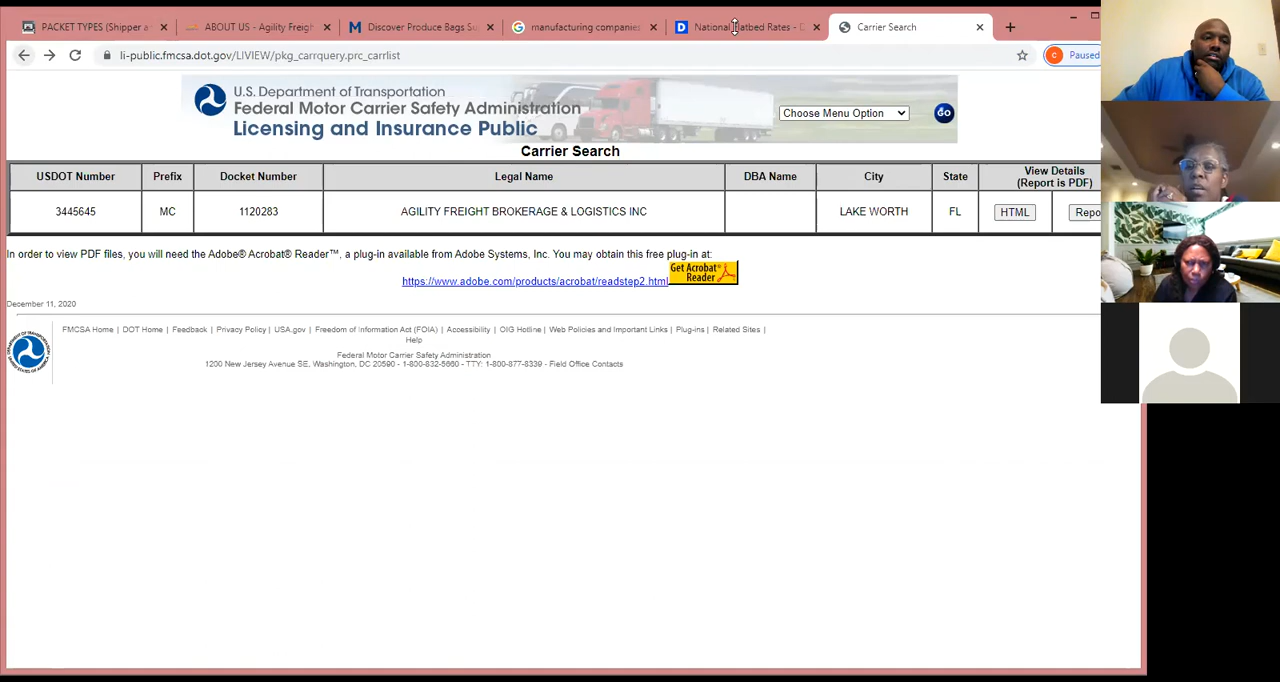 PACKET TYPES (Shipper a
ABOUT US - Agility Freigh
Discover Produce Bags Su
manufacturing companies
National Flatbed Rates - D
Carrier Search
li-public.fmcsa.dot.gov/LIVIEW/pkg_carrquery.prc_carrlist
C
Paused
U.S. Department of Transportation
Federal Motor Carrier Safety Administration
Licensing and Insurance Public
Choose Menu Option
GO
Carrier Search
USDOT Number Prefix Docket Number Legal Name DBA Name City State View Details
(Report is PDF)
3445645 MC 1120283 AGILITY FREIGHT BROKERAGE & LOGISTICS INC LAKE WORTH FL HTML Repo
In order to view PDF files, you will need the Adobe® Acrobat® Reader™, a plug-in available from Adobe Systems, Inc. You may obtain this free plug-in at:
https://www.adobe.com/products/acrobat/readstep2.html
Get Acrobat
Reader
December 11, 2020
FMCSA Home | DOT Home | Feedback | Privacy Policy | USA.gov | Freedom of Information Act (FOIA) | Accessibility | OIG Hotline | Web Policies and Important Links | Plug-ins | Related Sites |
Help
Federal Motor Carrier Safety Administration
1200 New Jersey Avenue SE, Washington, DC 20590 - 1-800-832-5660 - TTY: 1-800-877-8339 - Field Office Contacts